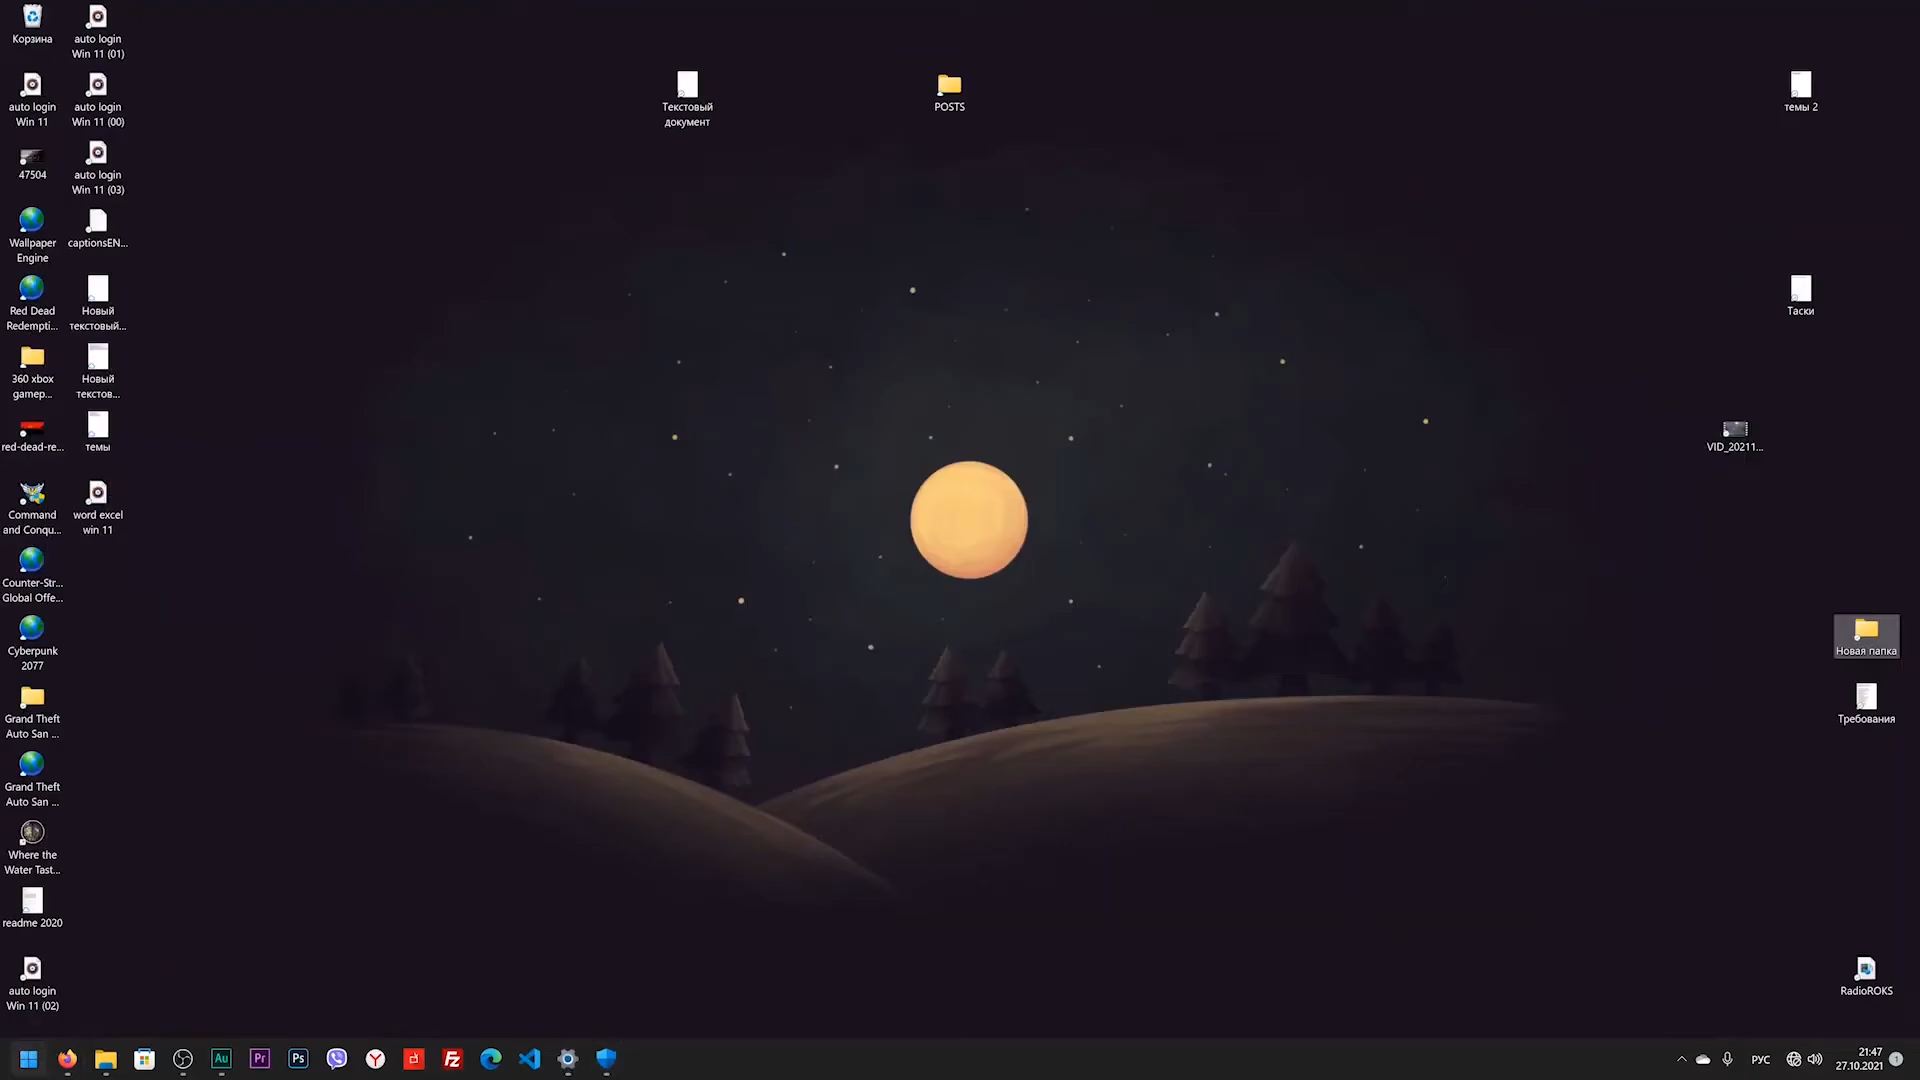 Корзина
auto login
Win 11 (01)
auto login
Win 11
auto login
Win 11 (00)
47504
auto login
Win 11 (03)
Wallpaper
Engine
captionsEN...
Red Dead
Redempti...
Новый
текстовый...
360 xbox
gamep...
Новый
текстов...
red-dead-re...
темы
Command
and Conqu...
word excel
win 11
Counter-Str...
Global Offe...
Cyberpunk
2077
Grand Theft
Auto San ...
Grand Theft
Auto San ...
Where the
Water Tast...
readme 2020
auto login
Win 11 (02)
Текстовый
документ
POSTS
темы 2
Таски
VID_20211...
Новая папка
Требования
RadioROKS
Au
Pr
Ps
РУС
21:47
27.10.2021
1